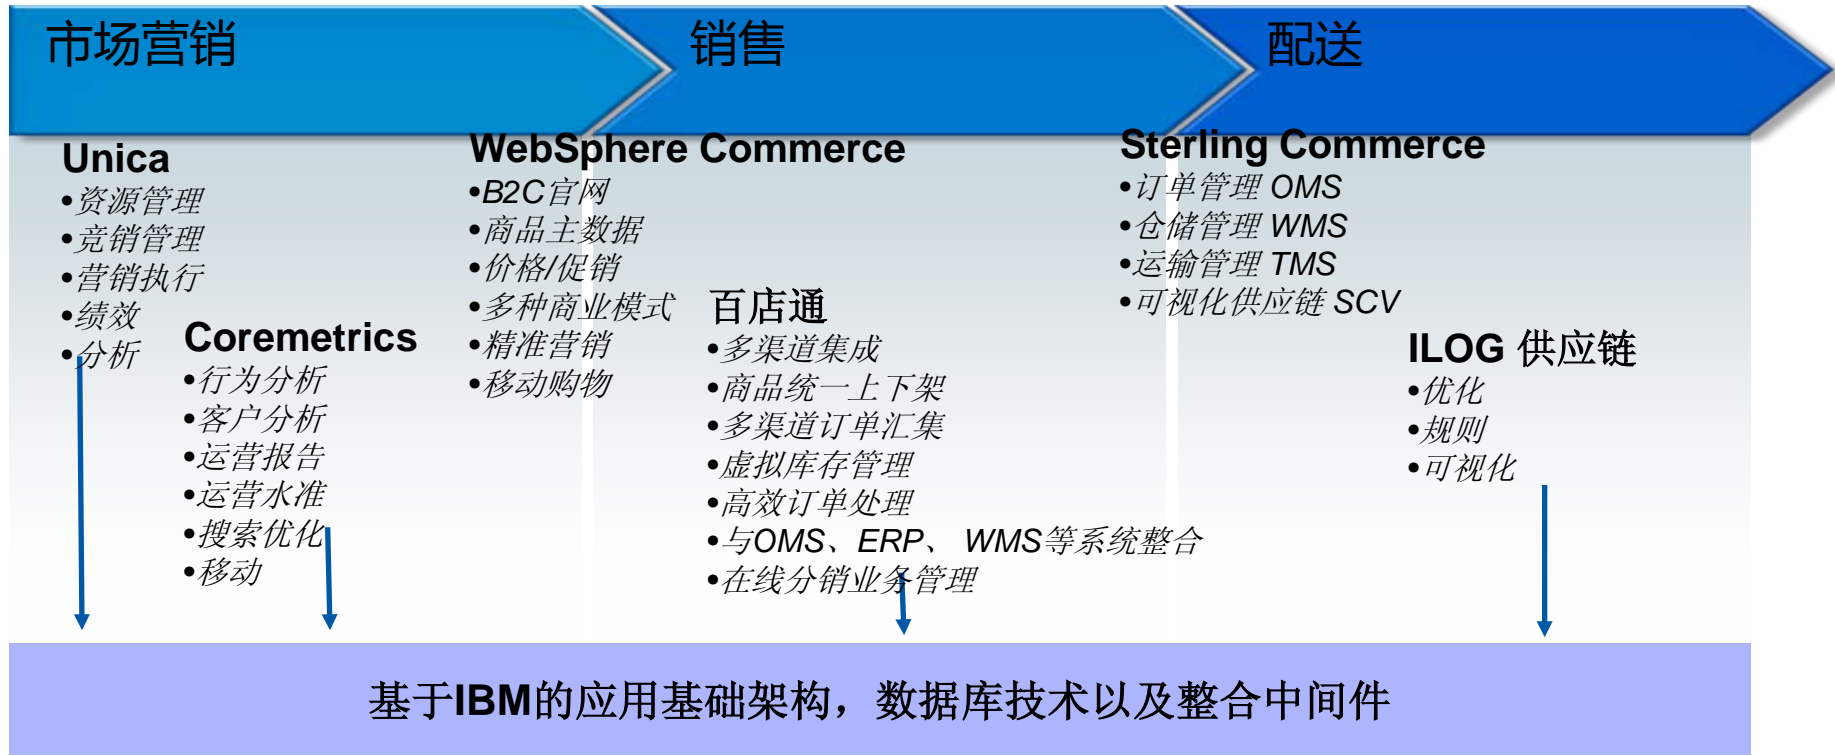 市场营销
销售
配送
Unica
•资源管理
•竞销管理
•营销执行
•绩效
•分析
Coremetrics
•行为分析
•客户分析
•运营报告
•运营水准
•搜索优化
•移动
WebSphere Commerce
•B2C官网
•商品主数据
•价格/促销
•多种商业模式
•精准营销
•移动购物
百店通
•多渠道集成
•商品统一上下架
•多渠道订单汇集
•虚拟库存管理
•高效订单处理
•与OMS、ERP、 WMS等系统整合
•在线分销业务管理
Sterling Commerce
•订单管理 OMS
•仓储管理 WMS
•运输管理 TMS
•可视化供应链 SCV
ILOG 供应链
•优化
•规则
•可视化
基于IBM的应用基础架构，数据库技术以及整合中间件